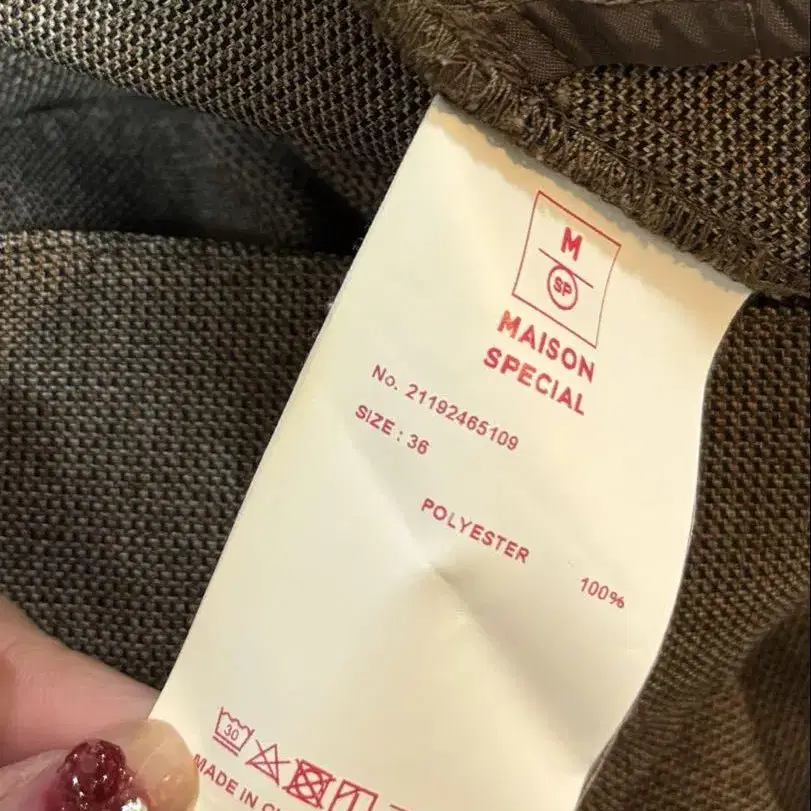 M
SP
MAISON
SPECIAL
No. 21192465109
SIZE : 36
POLYESTER
100%
30
MADE IN